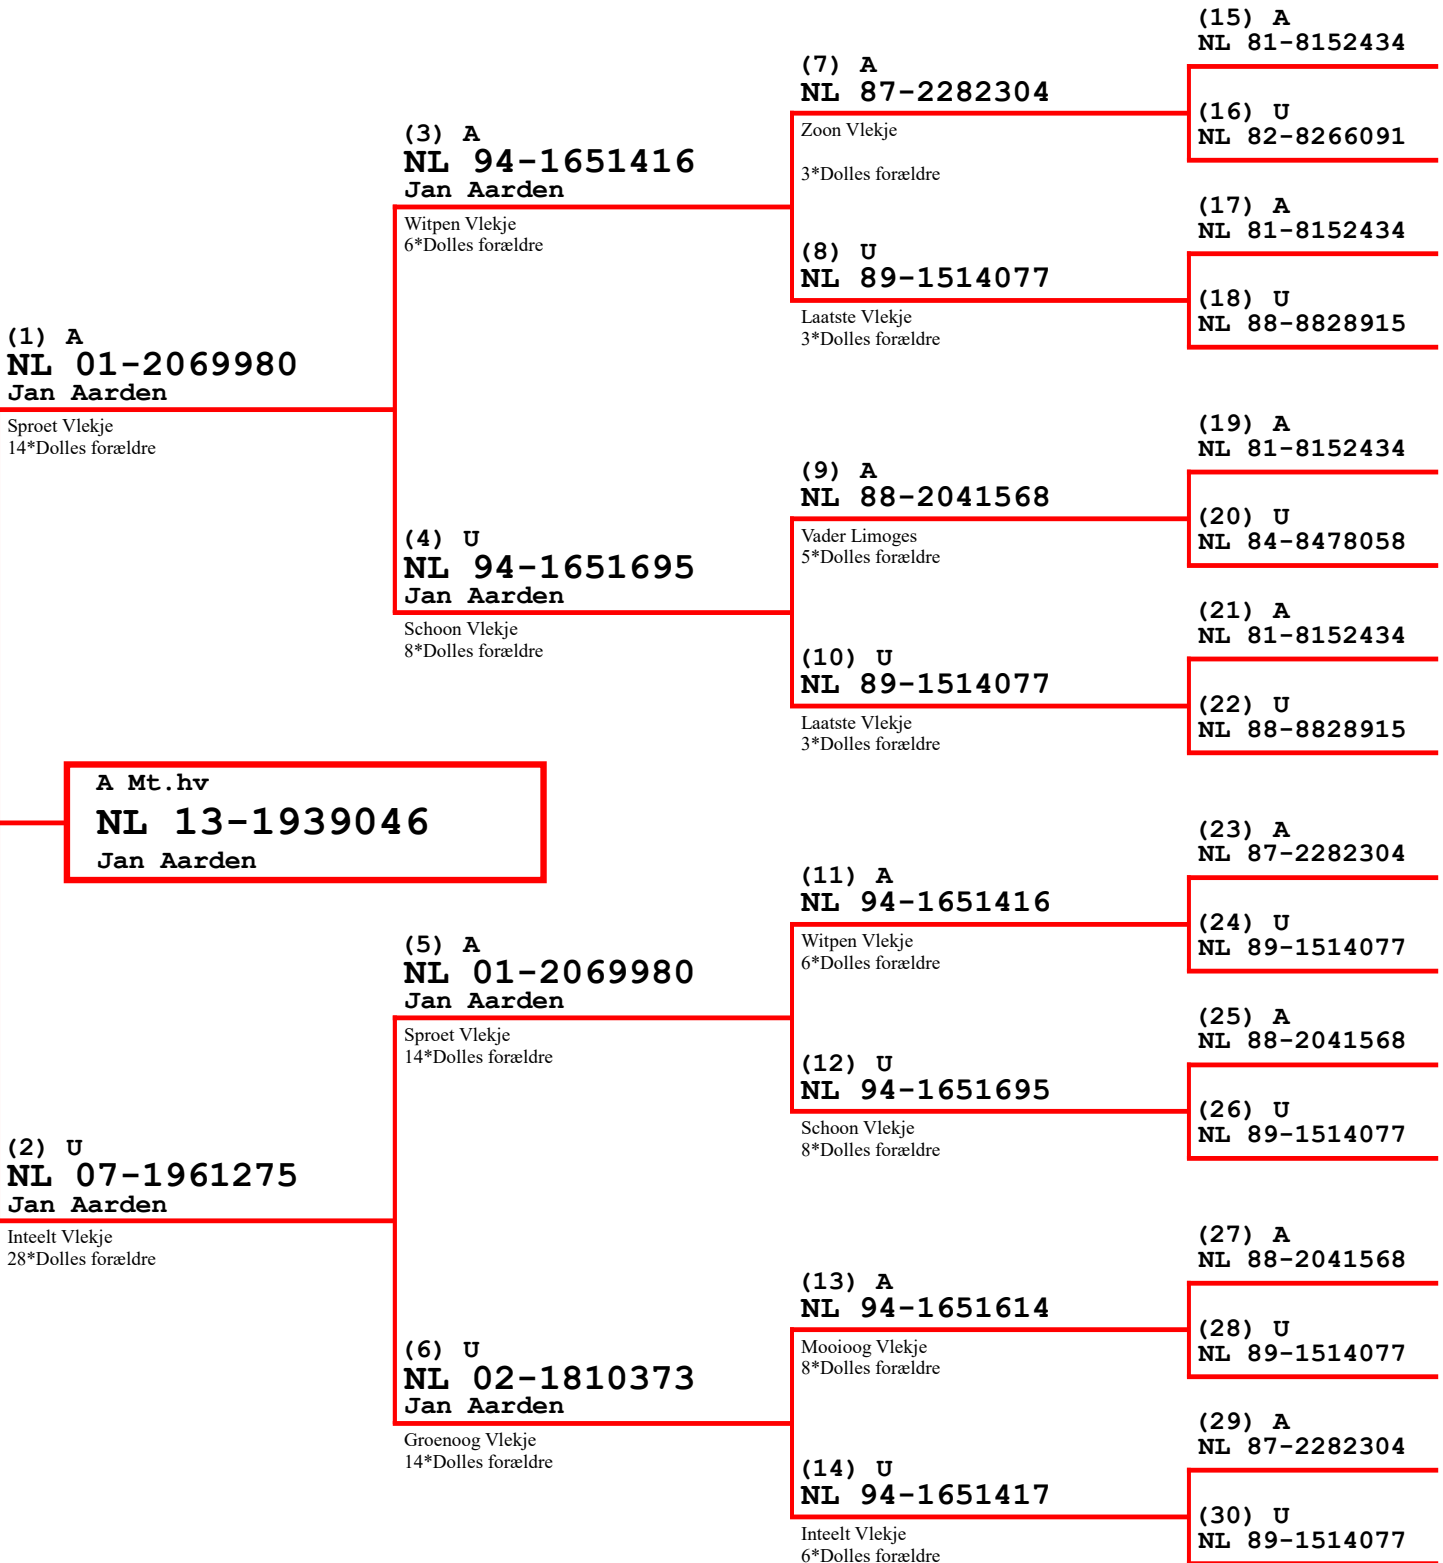 (1) A
NL 01-2069980
Jan Aarden
Sproet Vlekje
14*Dolles forældre
A Mt.hv
NL 13-1939046
Jan Aarden
(2) U
NL 07-1961275
Jan Aarden
Inteelt Vlekje
28*Dolles forældre
(3) A
NL 94-1651416
Jan Aarden
Witpen Vlekje
6*Dolles forældre
(4) U
NL 94-1651695
Jan Aarden
Schoon Vlekje
8*Dolles forældre
(5) A
NL 01-2069980
Jan Aarden
Sproet Vlekje
14*Dolles forældre
(6) U
NL 02-1810373
Jan Aarden
Groenoog Vlekje
14*Dolles forældre
(7) A
NL 87-2282304
Zoon Vlekje
3*Dolles forældre
(8) U
NL 89-1514077
Laatste Vlekje
3*Dolles forældre
(9) A
NL 88-2041568
Vader Limoges
5*Dolles forældre
(10) U
NL 89-1514077
Laatste Vlekje
3*Dolles forældre
(11) A
NL 94-1651416
Witpen Vlekje
6*Dolles forældre
(12) U
NL 94-1651695
Schoon Vlekje
8*Dolles forældre
(13) A
NL 94-1651614
Mooioog Vlekje
8*Dolles forældre
(14) U
NL 94-1651417
Inteelt Vlekje
6*Dolles forældre
(15) A
NL 81-8152434
(16) U
NL 82-8266091
(17) A
NL 81-8152434
(18) U
NL 88-8828915
(19) A
NL 81-8152434
(20) U
NL 84-8478058
(21) A
NL 81-8152434
(22) U
NL 88-8828915
(23) A
NL 87-2282304
(24) U
NL 89-1514077
(25) A
NL 88-2041568
(26) U
NL 89-1514077
(27) A
NL 88-2041568
(28) U
NL 89-1514077
(29) A
NL 87-2282304
(30) U
NL 89-1514077